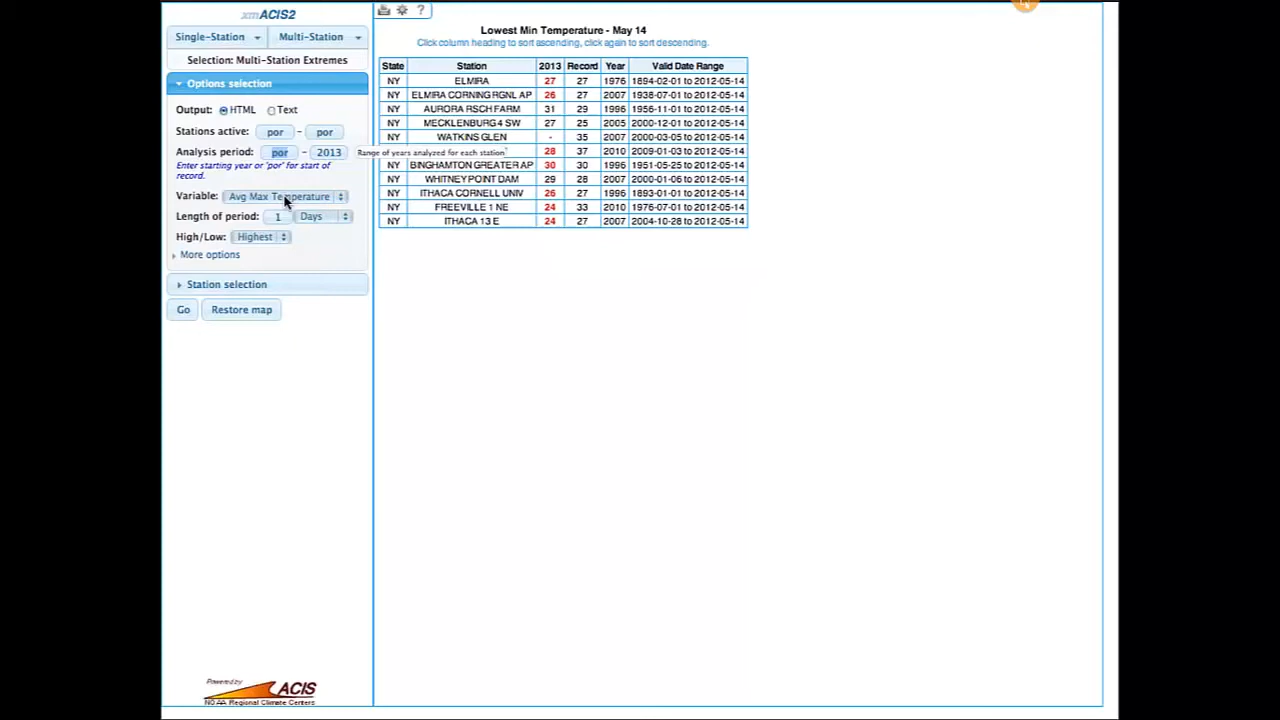 xmACIS2
Single-Station
Multi-Station
Selection: Multi-Station Extremes
Options selection
Output: HTML Text
Stations active: por - por
Analysis period: por - 2013
Range of years analyzed for each station
Enter starting year or 'por' for start of
record.
Variable: Avg Max Temperature
Length of period: 1 Days
High/Low: Highest
More options
Station selection
Go Restore map
Powered by
ACIS
NOAA Regional Climate Centers
?
Lowest Min Temperature - May 14
Click column heading to sort ascending, click again to sort descending.
State Station 2013 Record Year Valid Date Range
NY ELMIRA 27 27 1976 1894-02-01 to 2012-05-14
NY ELMIRA CORNING RGNL AP 26 27 2007 1938-07-01 to 2012-05-14
NY AURORA RSCH FARM 31 29 1996 1956-11-01 to 2012-05-14
NY MECKLENBURG 4 SW 27 25 2005 2000-12-01 to 2012-05-14
NY WATKINS GLEN - 35 2007 2000-03-05 to 2012-05-14
28 37 2010 2009-01-03 to 2012-05-14
NY BINGHAMTON GREATER AP 30 30 1996 1951-05-25 to 2012-05-14
NY WHITNEY POINT DAM 29 28 2007 2000-01-06 to 2012-05-14
NY ITHACA CORNELL UNIV 26 27 1996 1893-01-01 to 2012-05-14
NY FREEVILLE 1 NE 24 33 2010 1976-07-01 to 2012-05-14
NY ITHACA 13 E 24 27 2007 2004-10-28 to 2012-05-14